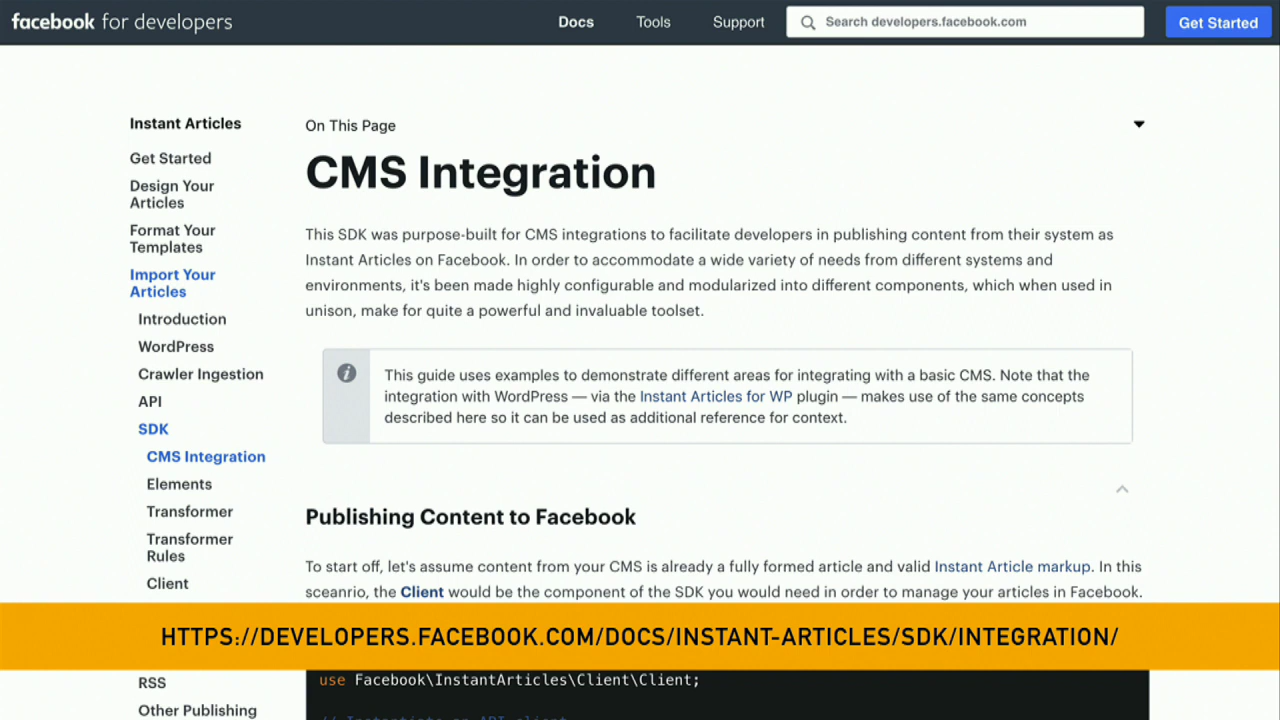 facebook for developers
Docs
Tools
Support
Search developers.facebook.com
Get Started
Instant Articles
Get Started
Design Your
Articles
Format Your
Templates
Import Your
Articles
Introduction
WordPress
Crawler Ingestion
API
SDK
CMS Integration
Elements
Transformer
Transformer
Rules
Client
RSS
Other Publishing
On This Page
CMS Integration
This SDK was purpose-built for CMS integrations to facilitate developers in publishing content from their system as
Instant Articles on Facebook. In order to accommodate a wide variety of needs from different systems and
environments, it's been made highly configurable and modularized into different components, which when used in
unison, make for quite a powerful and invaluable toolset.
This guide uses examples to demonstrate different areas for integrating with a basic CMS. Note that the
integration with WordPress — via the Instant Articles for WP plugin — makes use of the same concepts
described here so it can be used as additional reference for context.
Publishing Content to Facebook
To start off, let's assume content from your CMS is already a fully formed article and valid Instant Article markup. In this
sceanrio, the Client would be the component of the SDK you would need in order to manage your articles in Facebook.
HTTPS://DEVELOPERS.FACEBOOK.COM/DOCS/INSTANT-ARTICLES/SDK/INTEGRATION/
use Facebook\InstantArticles\Client\Client;
// Instantiate an API client